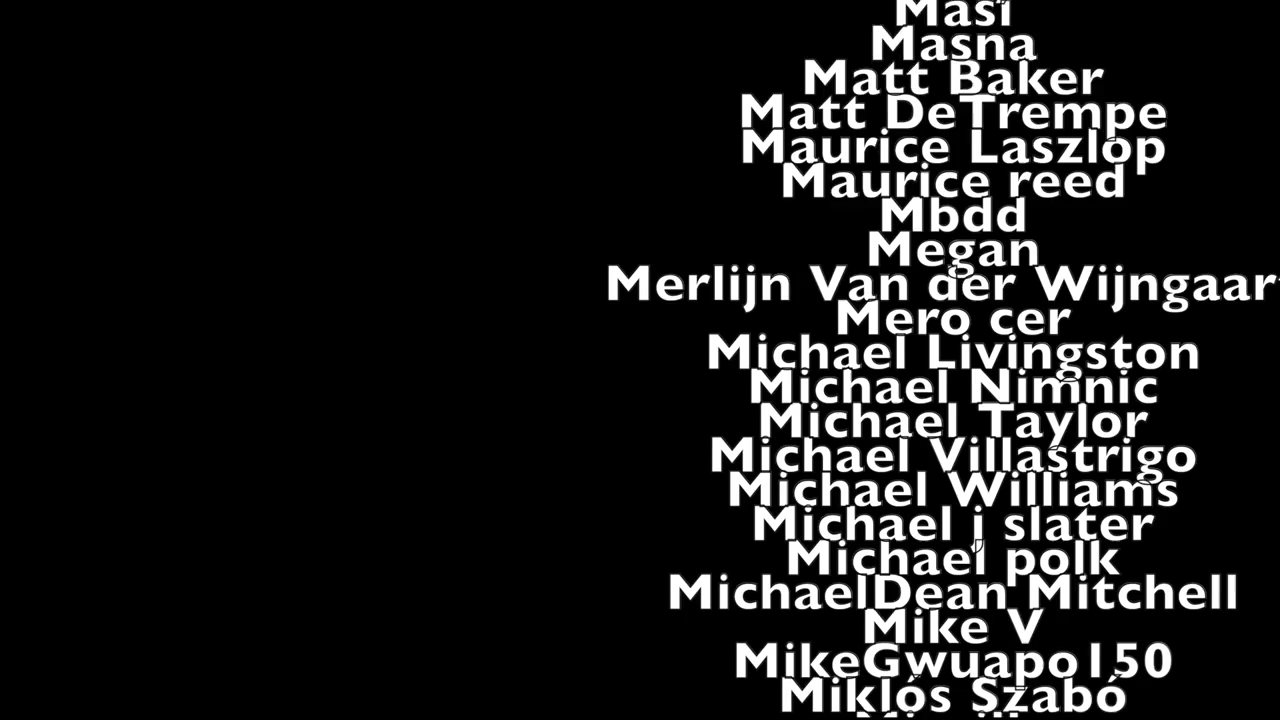 Masi
Masna
Matt Baker
Matt DeTrempe
Maurice Laszlop
Maurice reed
Mbdd
Megan
Merlijn Van der
Mero cer
Michael Livingston
Michael Nimnic
Michael Taylor
Michael Villastrigo
Michael Williams
Michael j slater
Michael polk
MichaelDean Mitchell
Mike V
MikeGwuapo150
Miklós Szabó